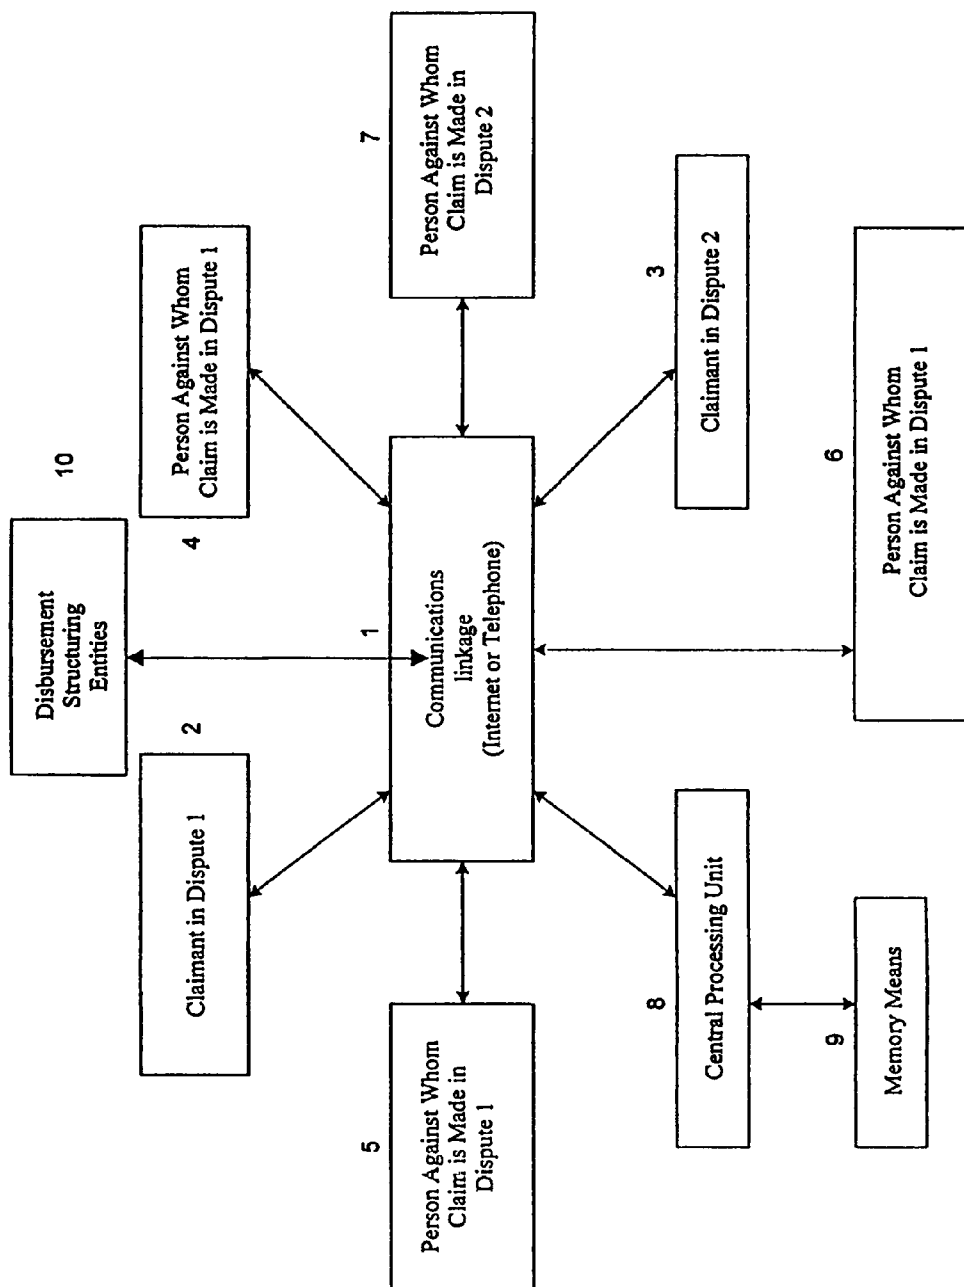 Disbursement
Structuring
Entities
10
Claimant in Dispute 1
2
4
Person Against Whom
Claim is Made in Dispute 1
5
Person Against Whom
Claim is Made in
Dispute 1
1
Communications
linkage
(Internet or Telephone)
7
Person Against Whom
Claim is Made in
Dispute 2
8
Central Processing Unit
3
Claimant in Dispute 2
9
Memory Means
6
Person Against Whom
Claim is Made in Dispute 1